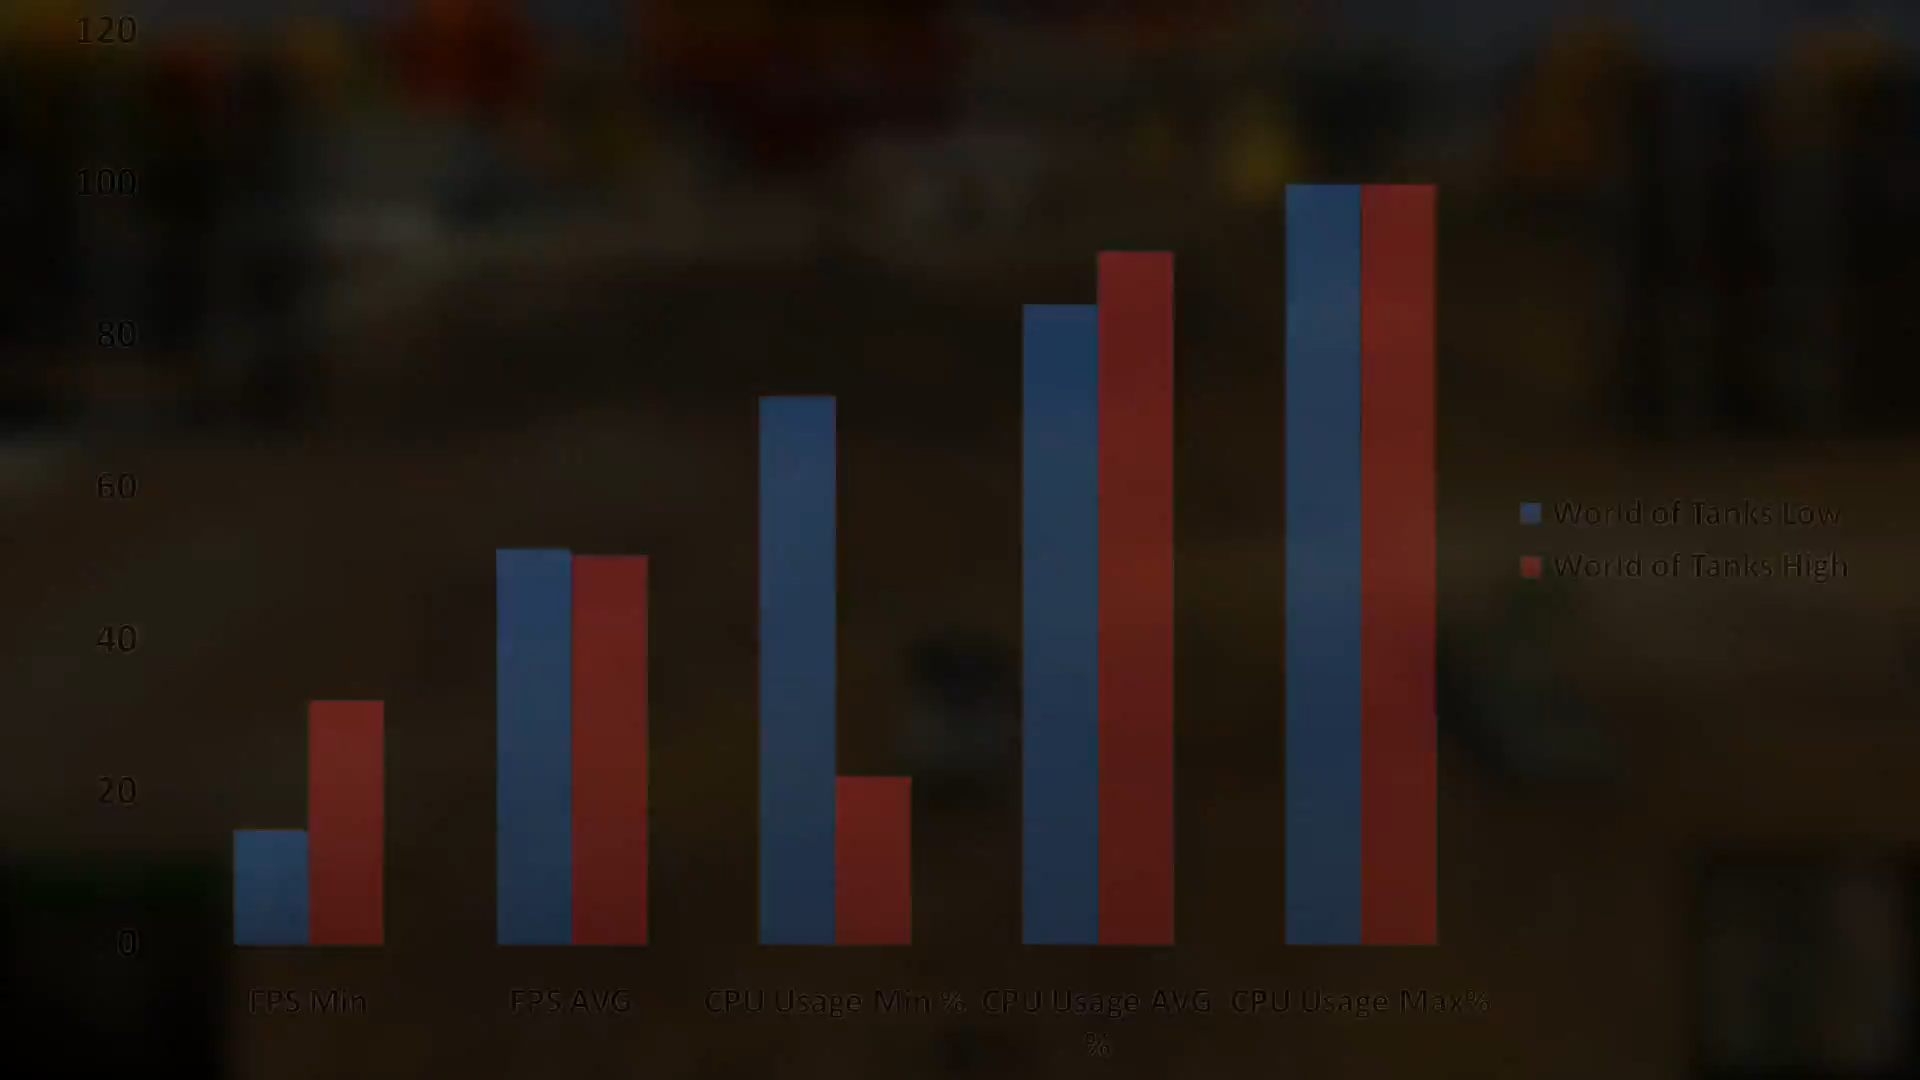 120
100
80
60
40
20
0
FPS Min
FPS AVG
CPU Usage Min %
CPU Usage AVG
%
CPU Usage Max%
World of Tanks Low
World of Tanks High